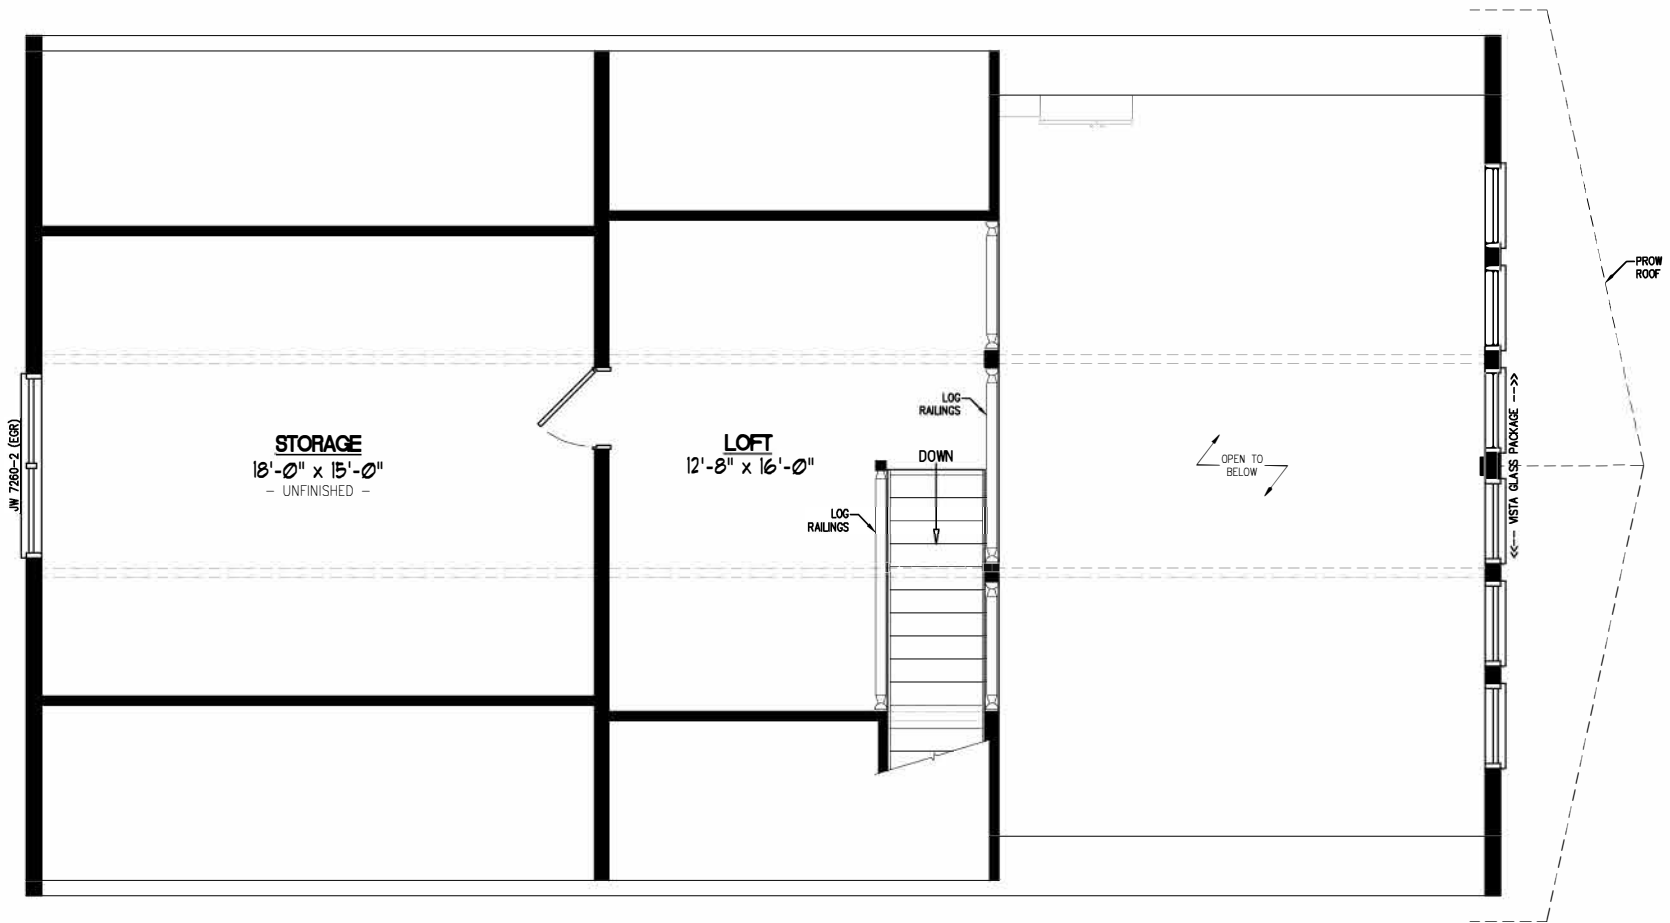 PROW
ROOF
LOG
RAILINGS
JW 7260-2 (EGR)
STORAGE
18'-0" x 15'-0"
- UNFINISHED -
LOFT
12'-8" x 16'-0"
DOWN
OPEN TO
BELOW
<<--- VISTA GLASS PACKAGE --->>
LOG
RAILINGS